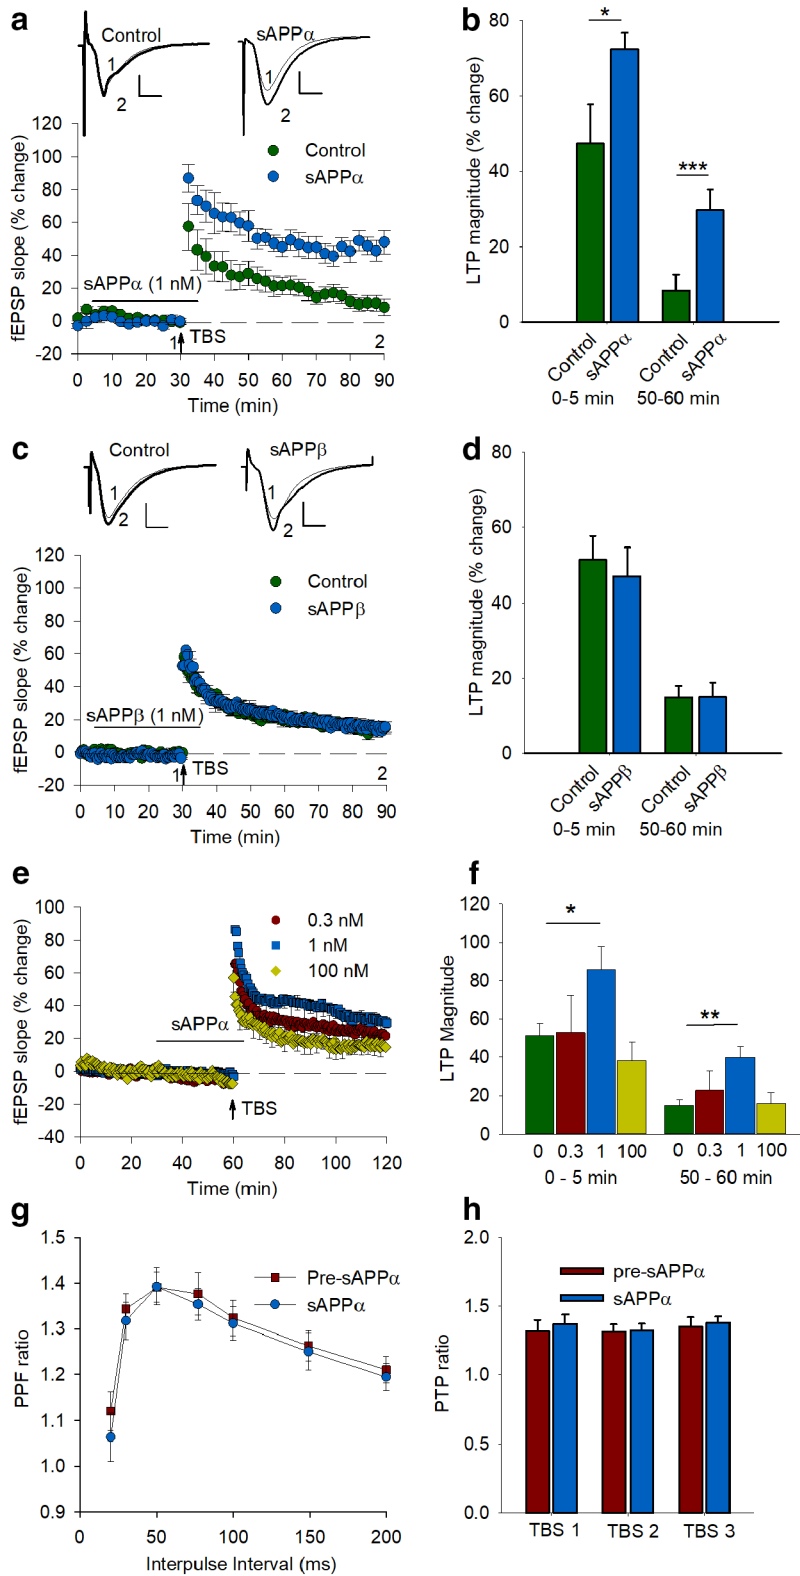 a
Control
sAPPα
1
2
1
2
120
100
80
60
40
20
0
-20
fEPSP slope (% change)
Control
sAPPα
sAPPα (1 nM)
1
TBS
2
0 10 20 30 40 50 60 70 80 90
Time (min)
b
80
60
40
20
0
LTP magnitude (% change)
*
***
Control
sAPPα
Control
sAPPα
0-5 min
50-60 min
c
Control
sAPPβ
1
2
1
2
120
100
80
60
40
20
0
-20
fEPSP slope (% change)
Control
sAPPβ
sAPPβ (1 nM)
1
TBS
2
0 10 20 30 40 50 60 70 80 90
Time (min)
d
80
60
40
20
0
LTP magnitude (% change)
Control
sAPPβ
Control
sAPPβ
0-5 min
50-60 min
e
100
80
60
40
20
0
-20
-40
fEPSP slope (% change)
0.3 nM
1 nM
100 nM
sAPPα
TBS
0 20 40 60 80 100 120
Time (min)
f
120
100
80
60
40
20
0
LTP Magnitude
*
**
0 0.3 1 100
0 0.3 1 100
0 - 5 min
50 - 60 min
g
1.5
1.4
1.3
1.2
1.1
1.0
0.9
PPF ratio
Pre-sAPPα
sAPPα
0 50 100 150 200
Interpulse Interval (ms)
h
2.0
1.5
1.0
0.5
0.0
PTP ratio
pre-sAPPα
sAPPα
TBS 1
TBS 2
TBS 3